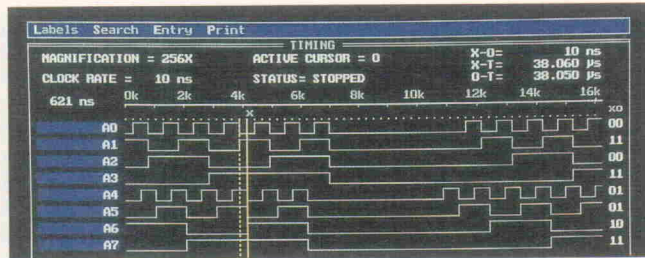 Labels Search Entry Print
TIMING
MAGNIFICATION = 256X ACTIVE CURSOR = O X-O= 10 ns
X-T= 38.060 µs
CLOCK RATE = 10 ns STATUS= STOPPED O-T= 38.050 µs
621 ns 0k 2k 4k 6k 8k 10k 12k 14k 16k
x XO
A0 00
A1 11
A2 00
A3 11
A4 01
A5 01
A6 10
A7 11